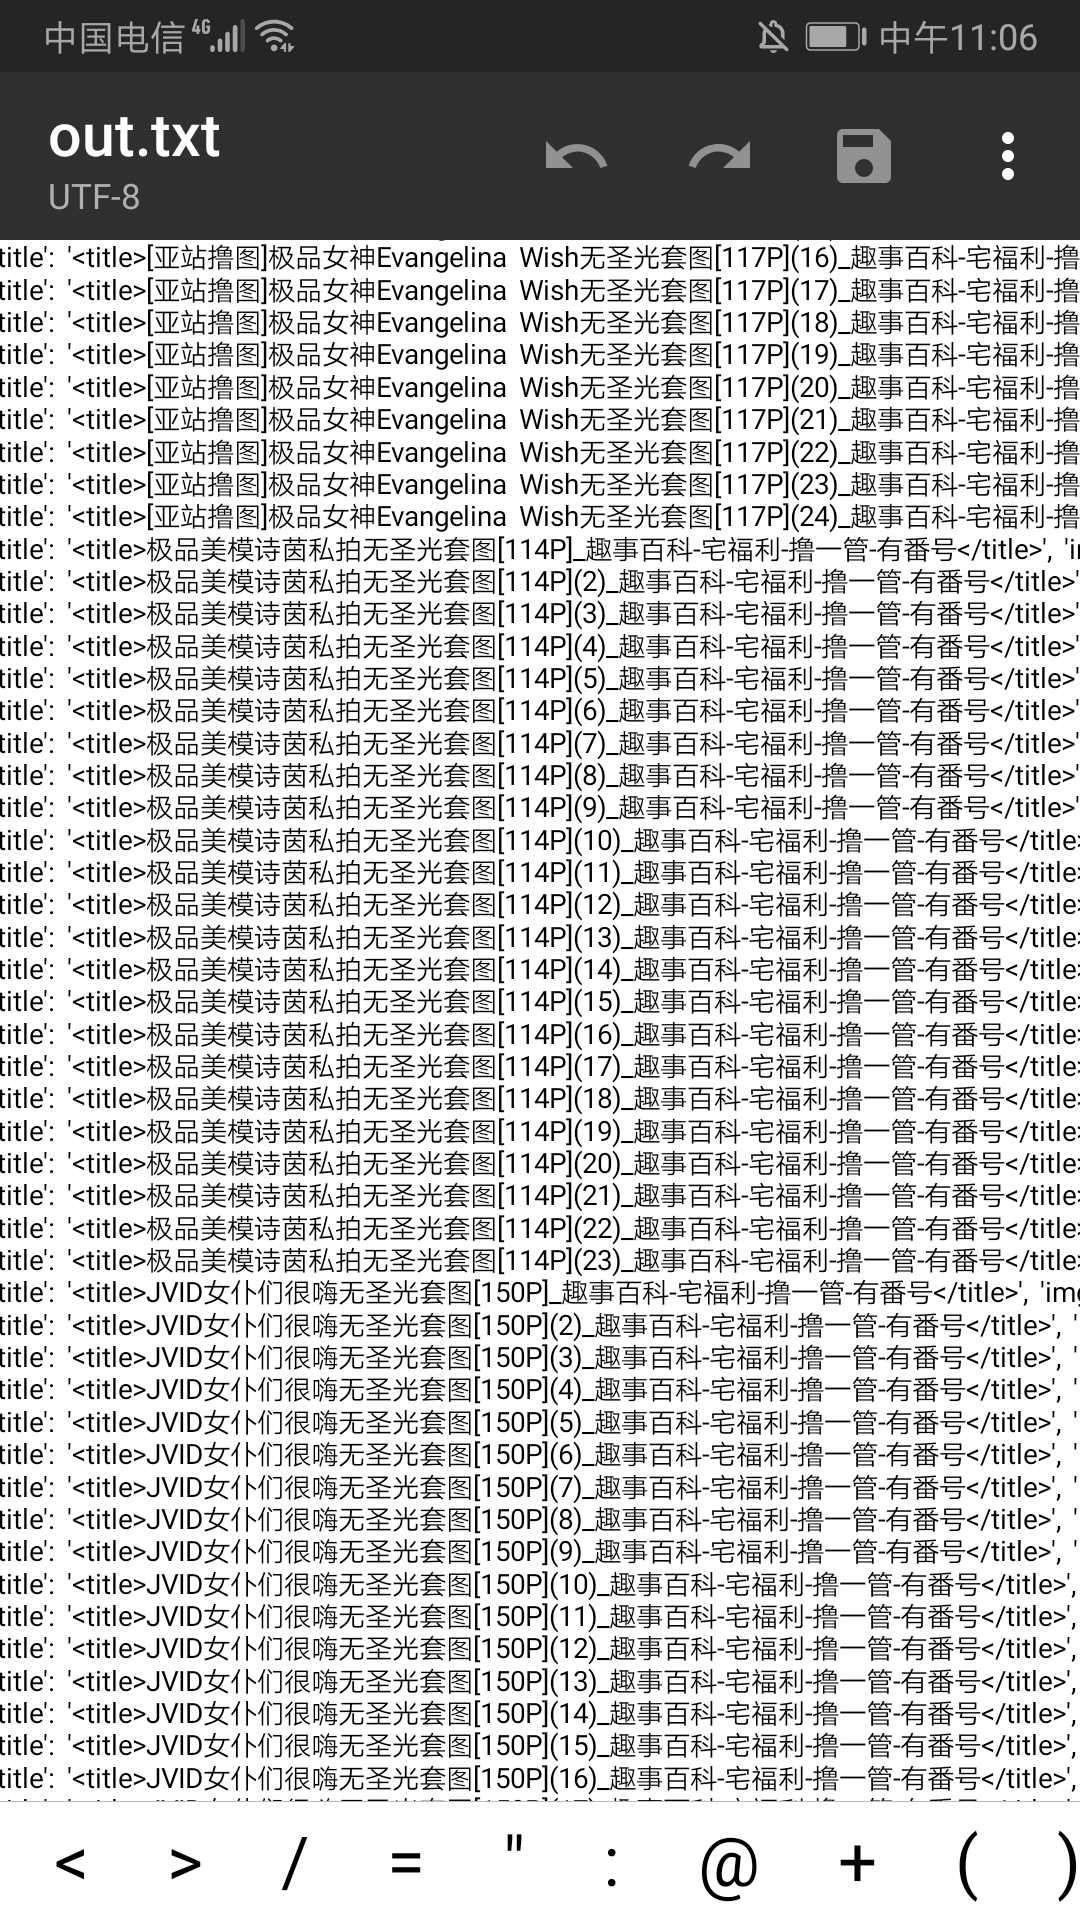 中国电信 4G 中午11:06
out.txt
UTF-8
title': '<title>[亚站撸图]极品女神Evangelina Wish无圣光套图[117P](16)_趣事百科-宅福利-撸
title': '<title>[亚站撸图]极品女神Evangelina Wish无圣光套图[117P](17)_趣事百科-宅福利-撸
title': '<title>[亚站撸图]极品女神Evangelina Wish无圣光套图[117P](18)_趣事百科-宅福利-撸
title': '<title>[亚站撸图]极品女神Evangelina Wish无圣光套图[117P](19)_趣事百科-宅福利-撸
title': '<title>[亚站撸图]极品女神Evangelina Wish无圣光套图[117P](20)_趣事百科-宅福利-撸
title': '<title>[亚站撸图]极品女神Evangelina Wish无圣光套图[117P](21)_趣事百科-宅福利-撸
title': '<title>[亚站撸图]极品女神Evangelina Wish无圣光套图[117P](22)_趣事百科-宅福利-撸
title': '<title>[亚站撸图]极品女神Evangelina Wish无圣光套图[117P](23)_趣事百科-宅福利-撸
title': '<title>[亚站撸图]极品女神Evangelina Wish无圣光套图[117P](24)_趣事百科-宅福利-撸
title': '<title>极品美模诗茵私拍无圣光套图[114P]_趣事百科-宅福利-撸一管-有番号</title>', 'i
title': '<title>极品美模诗茵私拍无圣光套图[114P](2)_趣事百科-宅福利-撸一管-有番号</title>'
title': '<title>极品美模诗茵私拍无圣光套图[114P](3)_趣事百科-宅福利-撸一管-有番号</title>'
title': '<title>极品美模诗茵私拍无圣光套图[114P](4)_趣事百科-宅福利-撸一管-有番号</title>'
title': '<title>极品美模诗茵私拍无圣光套图[114P](5)_趣事百科-宅福利-撸一管-有番号</title>'
title': '<title>极品美模诗茵私拍无圣光套图[114P](6)_趣事百科-宅福利-撸一管-有番号</title>'
title': '<title>极品美模诗茵私拍无圣光套图[114P](7)_趣事百科-宅福利-撸一管-有番号</title>'
title': '<title>极品美模诗茵私拍无圣光套图[114P](8)_趣事百科-宅福利-撸一管-有番号</title>'
title': '<title>极品美模诗茵私拍无圣光套图[114P](9)_趣事百科-宅福利-撸一管-有番号</title>'
title': '<title>极品美模诗茵私拍无圣光套图[114P](10)_趣事百科-宅福利-撸一管-有番号</title>
title': '<title>极品美模诗茵私拍无圣光套图[114P](11)_趣事百科-宅福利-撸一管-有番号</title>
title': '<title>极品美模诗茵私拍无圣光套图[114P](12)_趣事百科-宅福利-撸一管-有番号</title>
title': '<title>极品美模诗茵私拍无圣光套图[114P](13)_趣事百科-宅福利-撸一管-有番号</title>
title': '<title>极品美模诗茵私拍无圣光套图[114P](14)_趣事百科-宅福利-撸一管-有番号</title>
title': '<title>极品美模诗茵私拍无圣光套图[114P](15)_趣事百科-宅福利-撸一管-有番号</title>
title': '<title>极品美模诗茵私拍无圣光套图[114P](16)_趣事百科-宅福利-撸一管-有番号</title>
title': '<title>极品美模诗茵私拍无圣光套图[114P](17)_趣事百科-宅福利-撸一管-有番号</title>
title': '<title>极品美模诗茵私拍无圣光套图[114P](18)_趣事百科-宅福利-撸一管-有番号</title>
title': '<title>极品美模诗茵私拍无圣光套图[114P](19)_趣事百科-宅福利-撸一管-有番号</title>
title': '<title>极品美模诗茵私拍无圣光套图[114P](20)_趣事百科-宅福利-撸一管-有番号</title>
title': '<title>极品美模诗茵私拍无圣光套图[114P](21)_趣事百科-宅福利-撸一管-有番号</title>
title': '<title>极品美模诗茵私拍无圣光套图[114P](22)_趣事百科-宅福利-撸一管-有番号</title>
title': '<title>极品美模诗茵私拍无圣光套图[114P](23)_趣事百科-宅福利-撸一管-有番号</title>
title': '<title>JVID女仆们很嗨无圣光套图[150P]_趣事百科-宅福利-撸一管-有番号</title>', 'img
title': '<title>JVID女仆们很嗨无圣光套图[150P](2)_趣事百科-宅福利-撸一管-有番号</title>', '
title': '<title>JVID女仆们很嗨无圣光套图[150P](3)_趣事百科-宅福利-撸一管-有番号</title>', '
title': '<title>JVID女仆们很嗨无圣光套图[150P](4)_趣事百科-宅福利-撸一管-有番号</title>', '
title': '<title>JVID女仆们很嗨无圣光套图[150P](5)_趣事百科-宅福利-撸一管-有番号</title>', '
title': '<title>JVID女仆们很嗨无圣光套图[150P](6)_趣事百科-宅福利-撸一管-有番号</title>', '
title': '<title>JVID女仆们很嗨无圣光套图[150P](7)_趣事百科-宅福利-撸一管-有番号</title>', '
title': '<title>JVID女仆们很嗨无圣光套图[150P](8)_趣事百科-宅福利-撸一管-有番号</title>', '
title': '<title>JVID女仆们很嗨无圣光套图[150P](9)_趣事百科-宅福利-撸一管-有番号</title>', '
title': '<title>JVID女仆们很嗨无圣光套图[150P](10)_趣事百科-宅福利-撸一管-有番号</title>',
title': '<title>JVID女仆们很嗨无圣光套图[150P](11)_趣事百科-宅福利-撸一管-有番号</title>',
title': '<title>JVID女仆们很嗨无圣光套图[150P](12)_趣事百科-宅福利-撸一管-有番号</title>',
title': '<title>JVID女仆们很嗨无圣光套图[150P](13)_趣事百科-宅福利-撸一管-有番号</title>',
title': '<title>JVID女仆们很嗨无圣光套图[150P](14)_趣事百科-宅福利-撸一管-有番号</title>',
title': '<title>JVID女仆们很嗨无圣光套图[150P](15)_趣事百科-宅福利-撸一管-有番号</title>',
title': '<title>JVID女仆们很嗨无圣光套图[150P](16)_趣事百科-宅福利-撸一管-有番号</title>',
< > / = " : @ + ( )